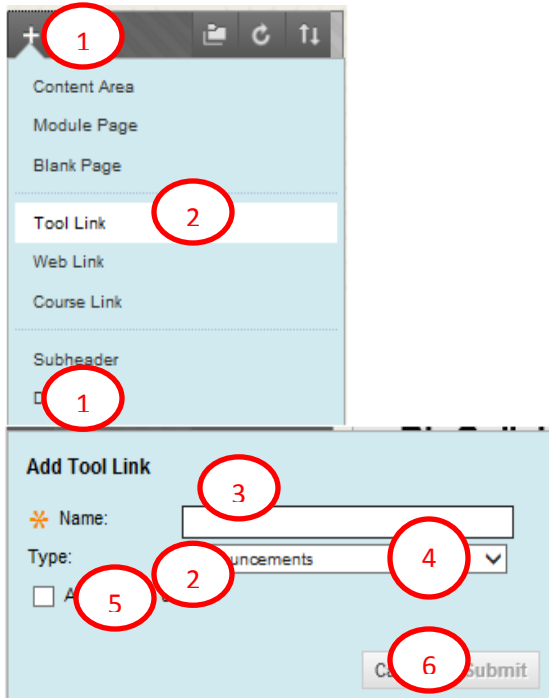 + 1
Content Area
Module Page
Blank Page
2
Tool Link
Web Link
Course Link
Subheader
1
Add Tool Link
3
Name:
Type: 2 4
5
6 Submit